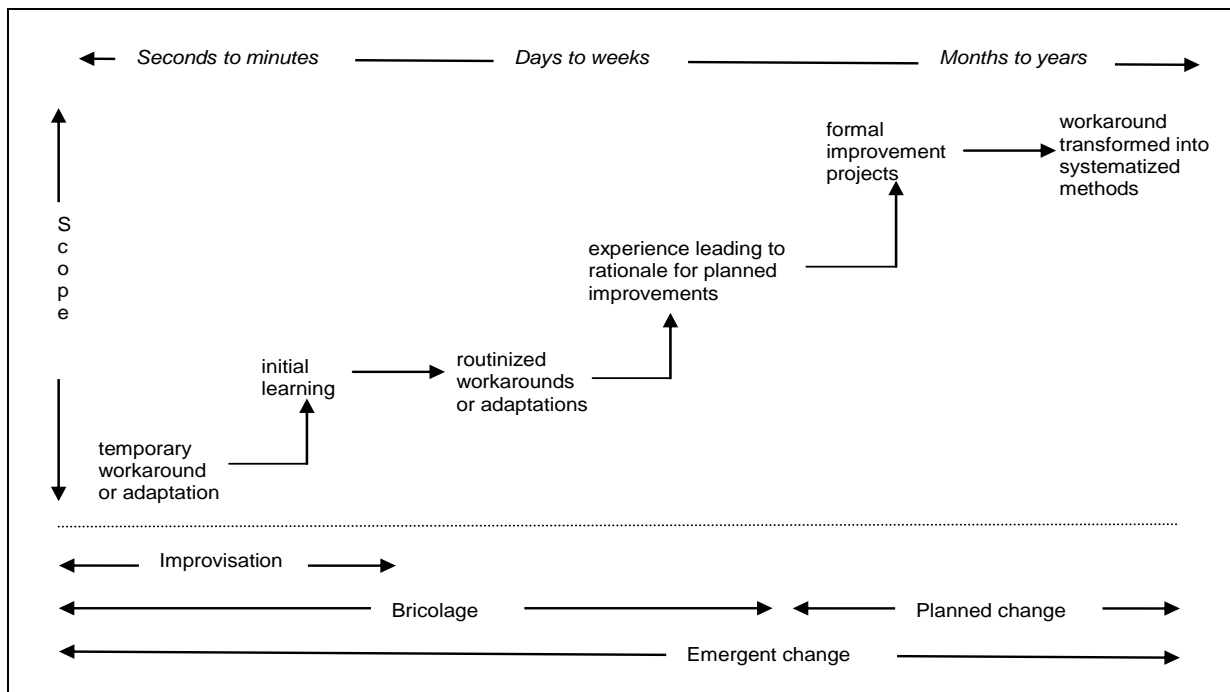 Seconds to minutes
Days to weeks
Months to years
Scope
formal
improvement
projects
workaround
transformed into
systematized
methods
experience leading to
rationale for planned
improvements
initial
learning
routinized
workarounds
or adaptations
temporary
workaround
or adaptation
Improvisation
Bricolage
Planned change
Emergent change